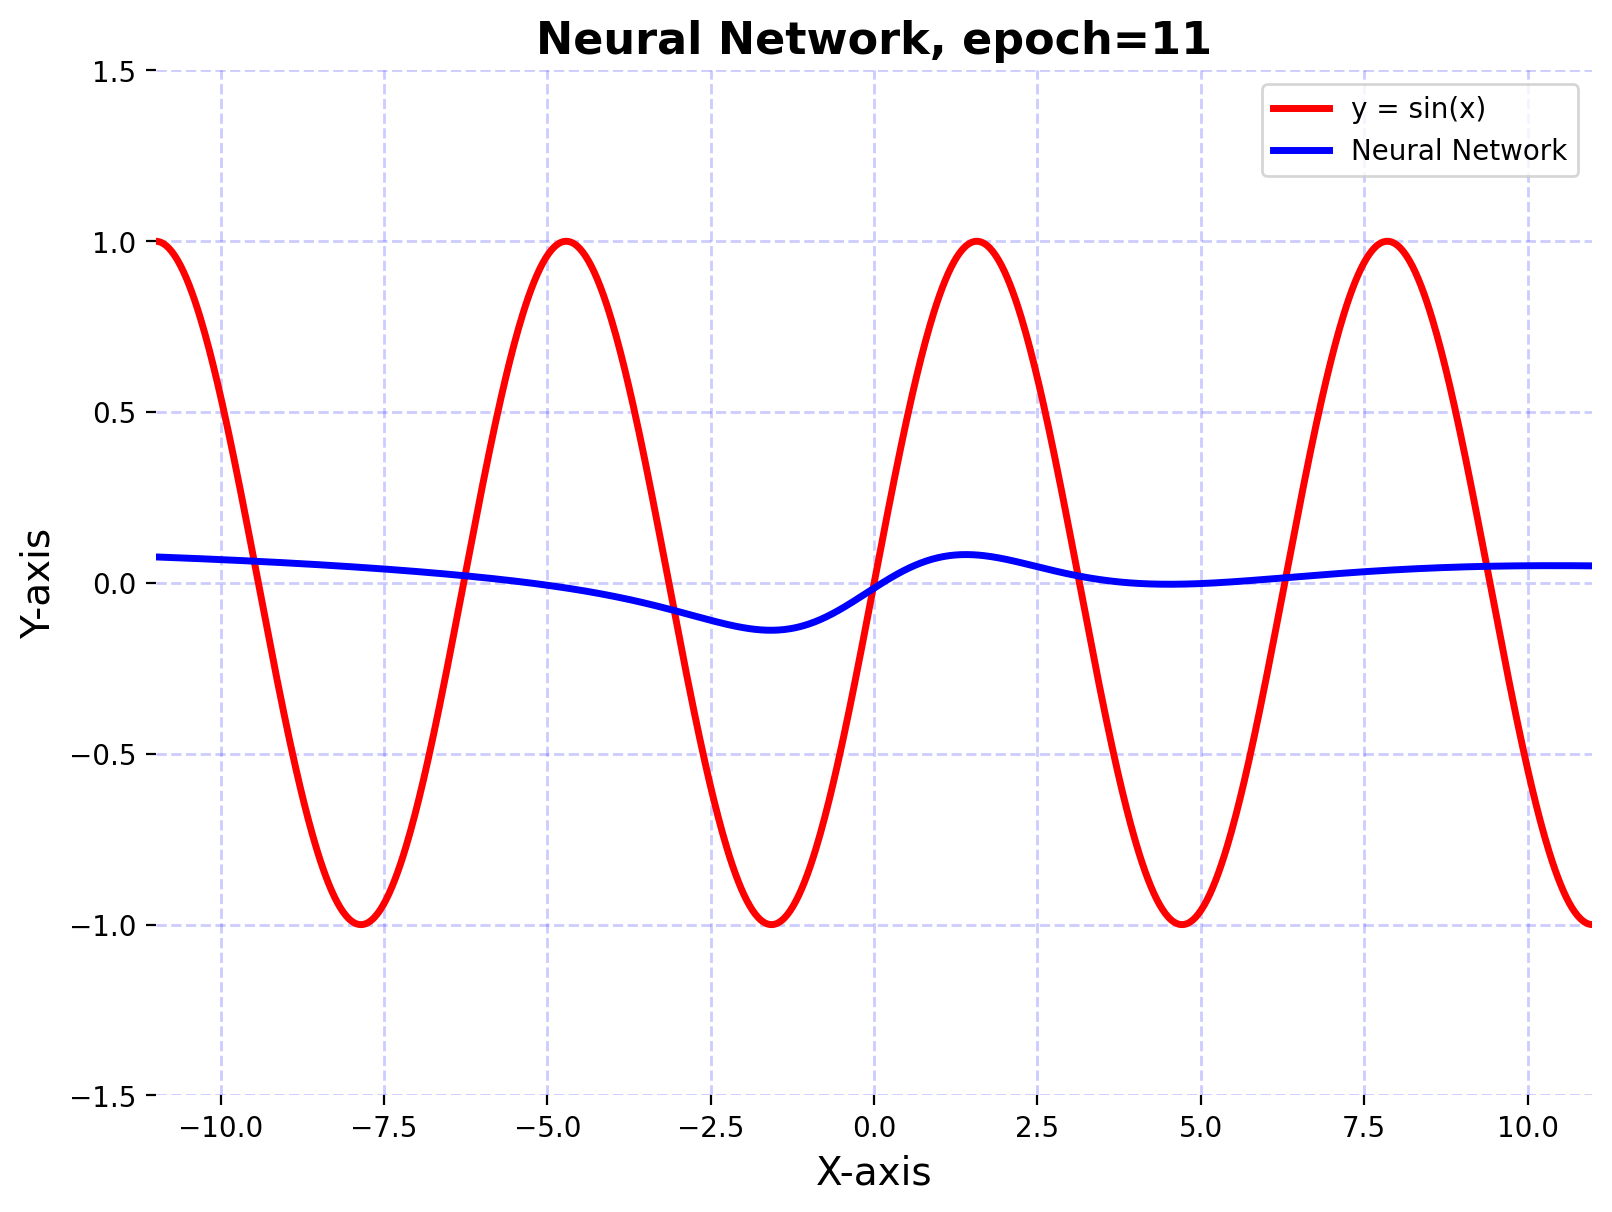 Neural Network, epoch=11
y = sin(x)
Neural Network
Y-axis
1.5
1.0
0.5
0.0
−0.5
−1.0
−1.5
−10.0 −7.5 −5.0 −2.5 0.0 2.5 5.0 7.5 10.0
X-axis